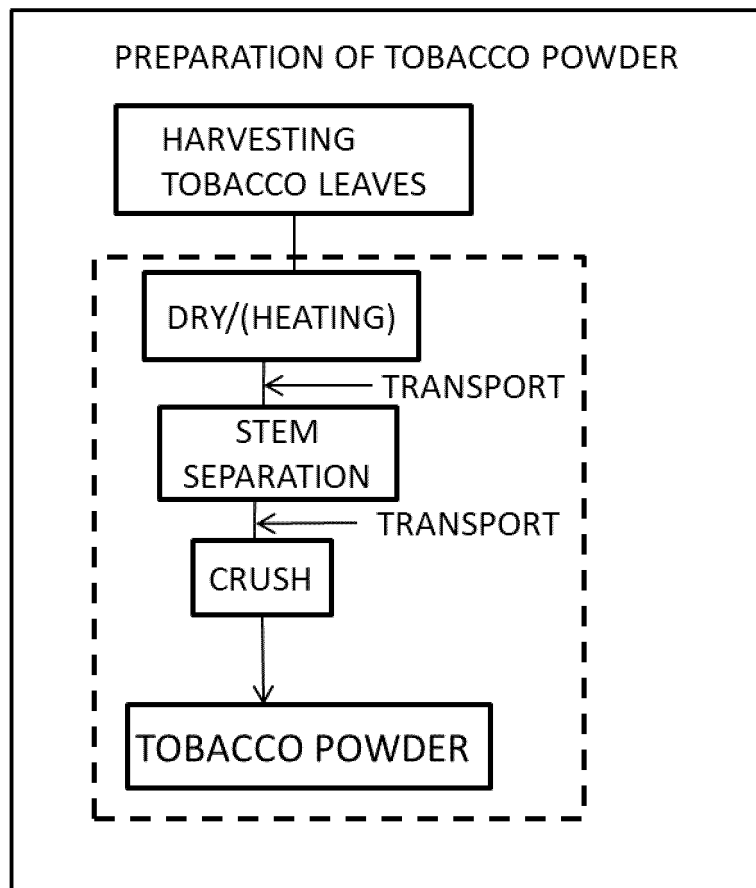 PREPARATION OF TOBACCO POWDER
HARVESTING
TOBACCO LEAVES
DRY/(HEATING)
TRANSPORT
STEM
SEPARATION
TRANSPORT
CRUSH
TOBACCO POWDER